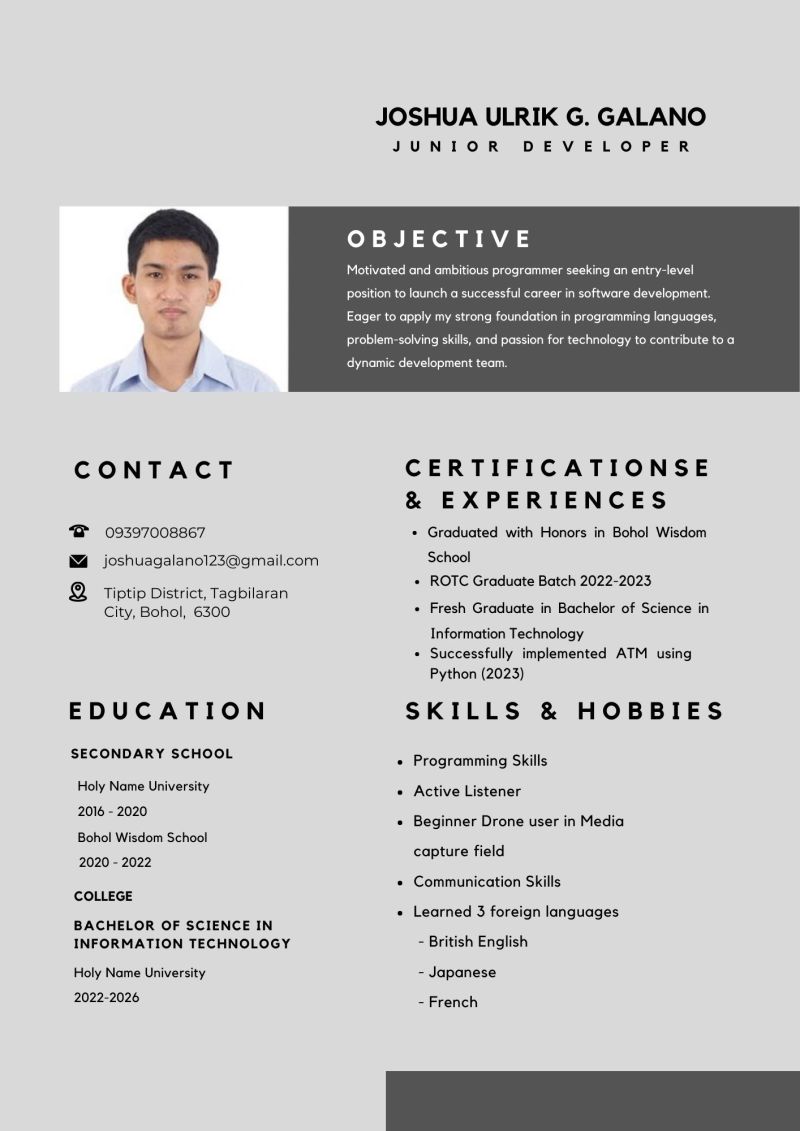 JOSHUA ULRIK G. GALANO
JUNIOR DEVELOPER
OBJECTIVE
Motivated and ambitious programmer seeking an entry-level
position to launch a successful career in software development.
Eager to apply my strong foundation in programming languages,
problem-solving skills, and passion for technology to contribute to a
dynamic development team.
CONTACT
09397008867
joshuagalano123@gmail.com
Tiptip District, Tagbilaran
City, Bohol, 6300
CERTIFICATIONSE
& EXPERIENCES
• Graduated with Honors in Bohol Wisdom
School
• ROTC Graduate Batch 2022-2023
• Fresh Graduate in Bachelor of Science in
Information Technology
• Successfully implemented ATM using
Python (2023)
EDUCATION
SECONDARY SCHOOL
Holy Name University
2016 - 2020
Bohol Wisdom School
2020 - 2022
COLLEGE
BACHELOR OF SCIENCE IN
INFORMATION TECHNOLOGY
Holy Name University
2022-2026
SKILLS & HOBBIES
• Programming Skills
• Active Listener
• Beginner Drone user in Media
capture field
• Communication Skills
• Learned 3 foreign languages
- British English
- Japanese
- French